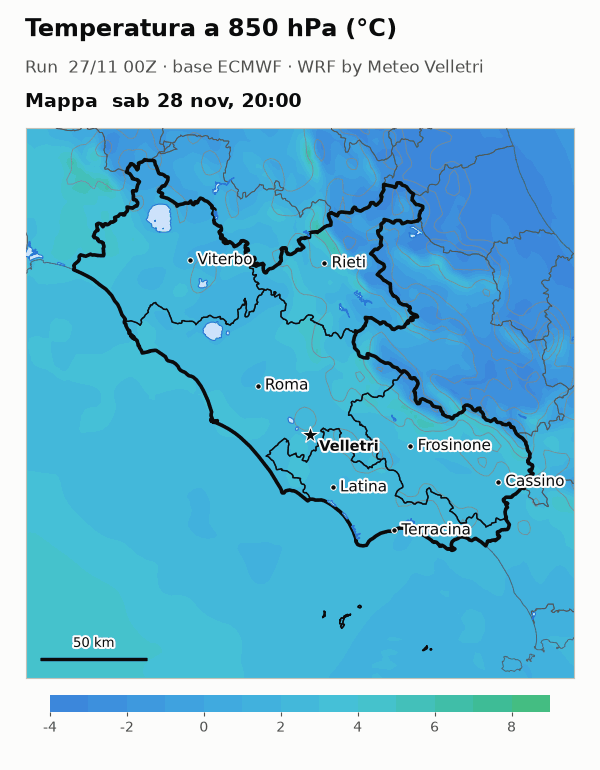 Temperatura a 850 hPa (°C)
Run  27/11 00Z · base ECMWF · WRF by Meteo Velletri
Mappa  sab 28 nov, 20:00
Viterbo
Rieti
Roma
Velletri
Frosinone
Cassino
Latina
Terracina
50 km
-4 -2 0 2 4 6 8